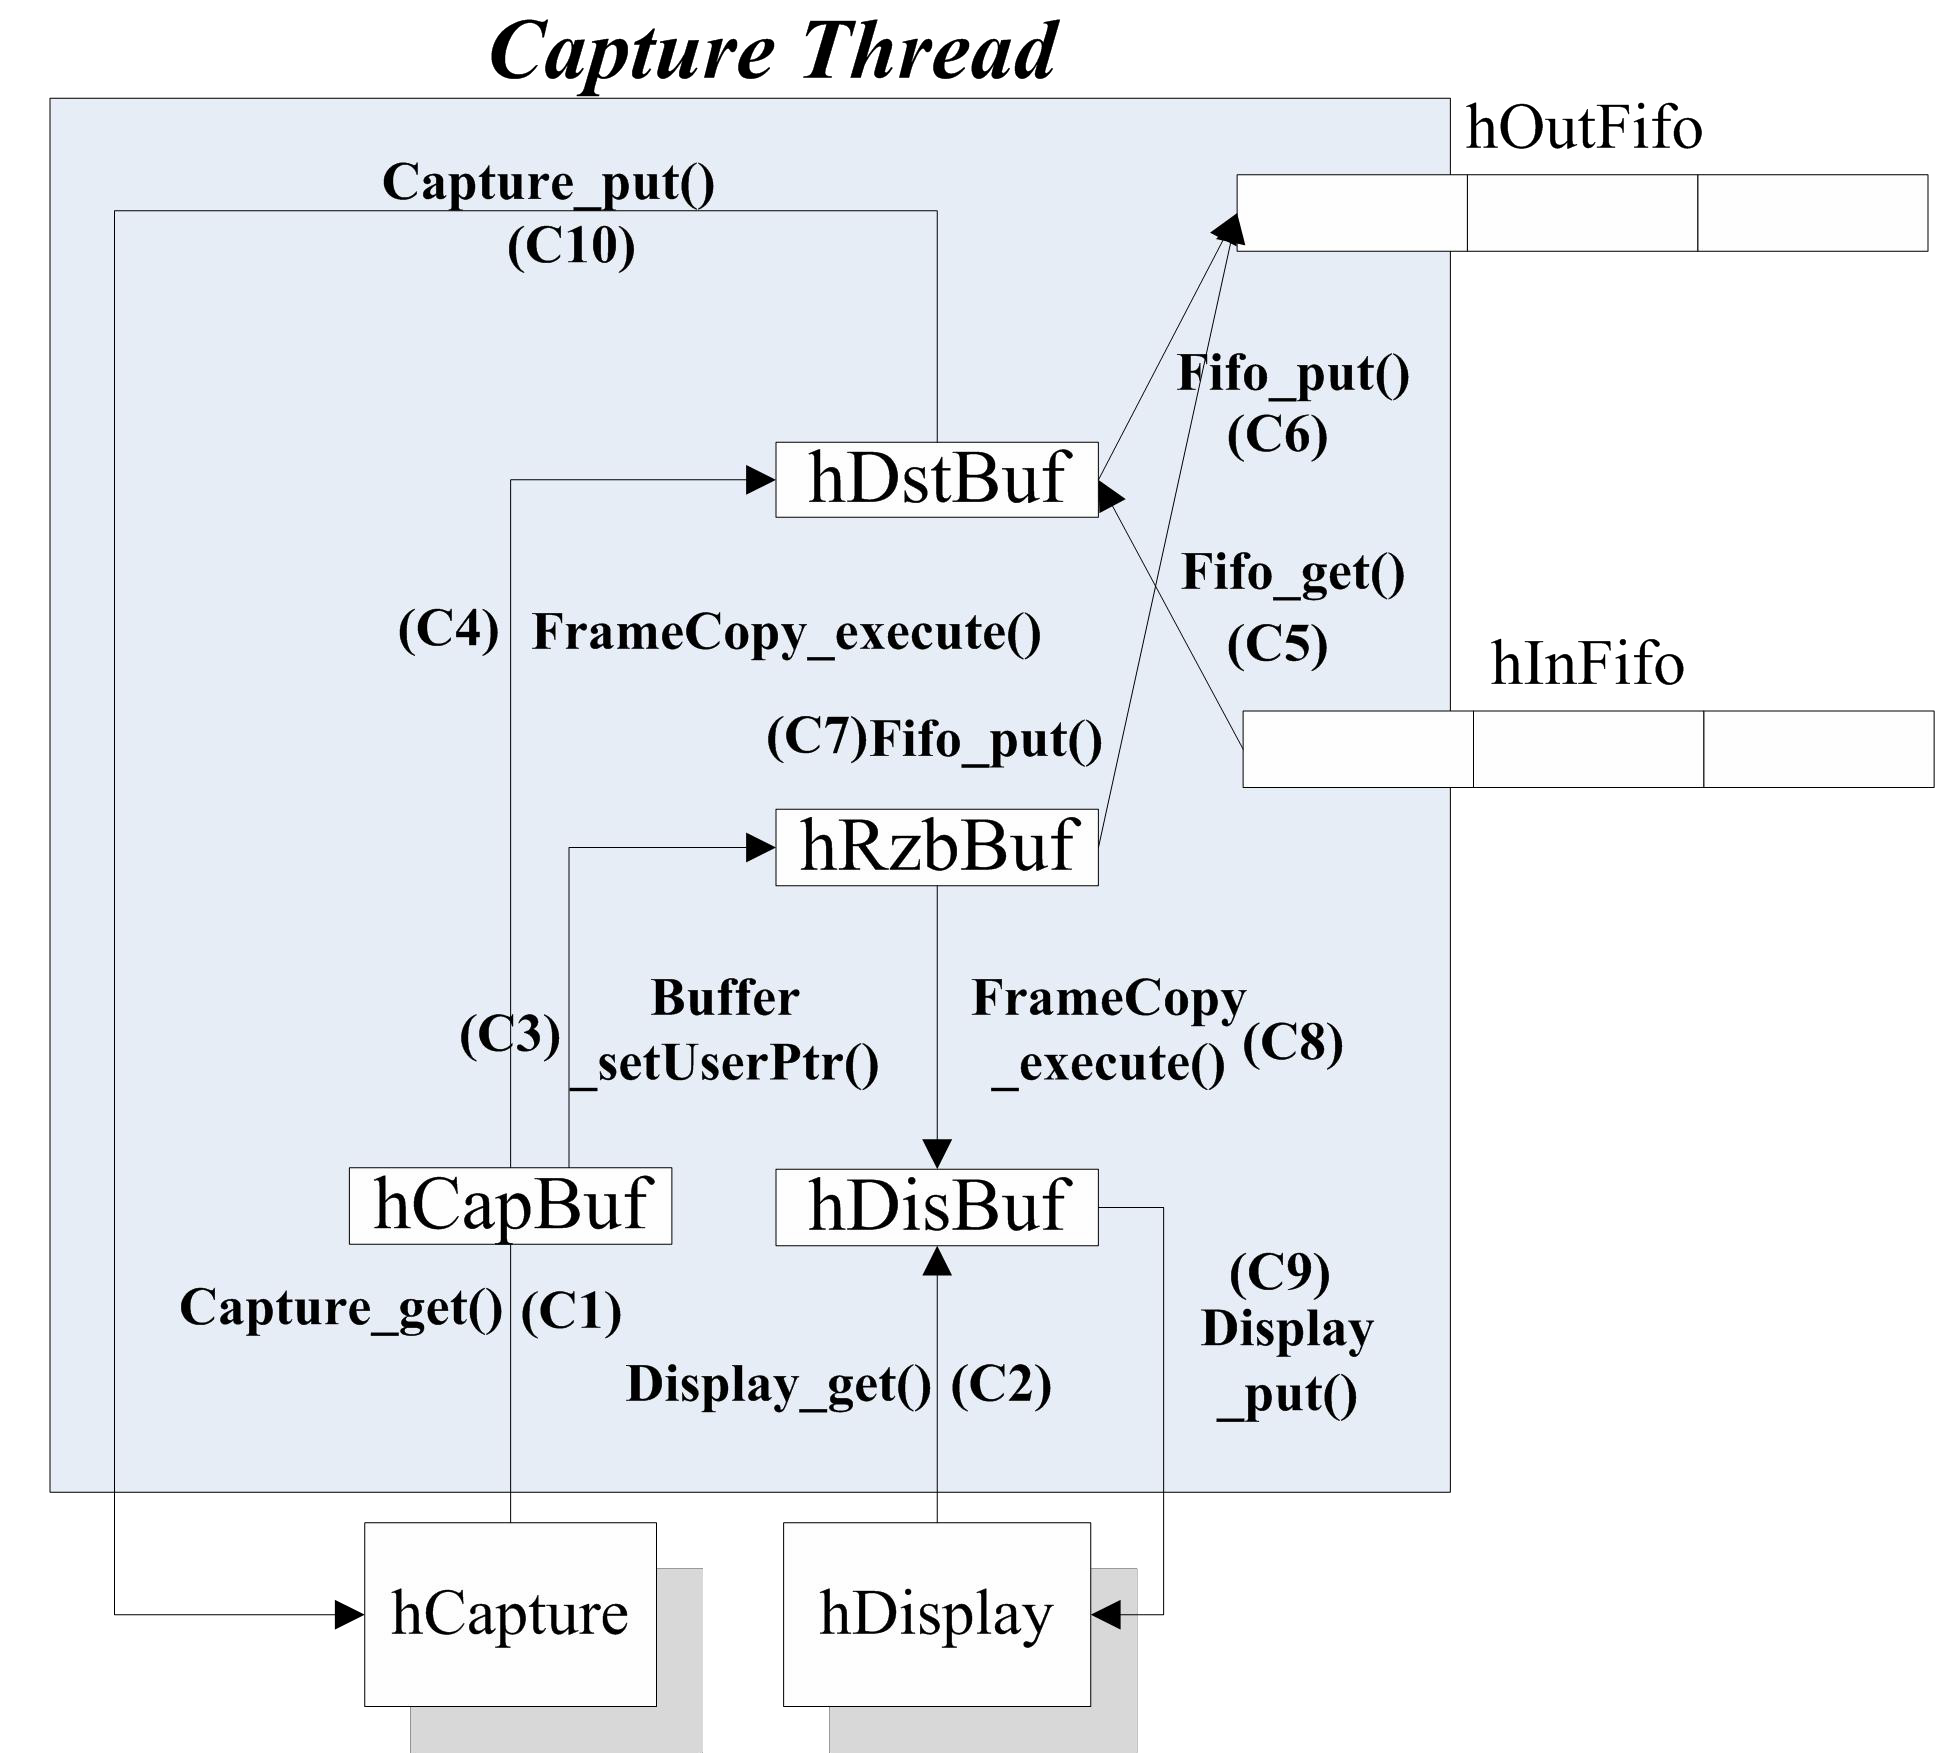 Capture Thread
hOutFifo
Capture_put()
(C10)
Fifo_put()
(C6)
hDstBuf
Fifo_get()
(C5)
(C4)
FrameCopy_execute()
hInFifo
(C7)
Fifo_put()
hRzbBuf
Buffer
_setUserPtr()
(C3)
FrameCopy
_execute()
(C8)
hCapBuf
hDisBuf
Capture_get()
(C1)
(C9)
Display
_put()
Display_get()
(C2)
hCapture
hDisplay